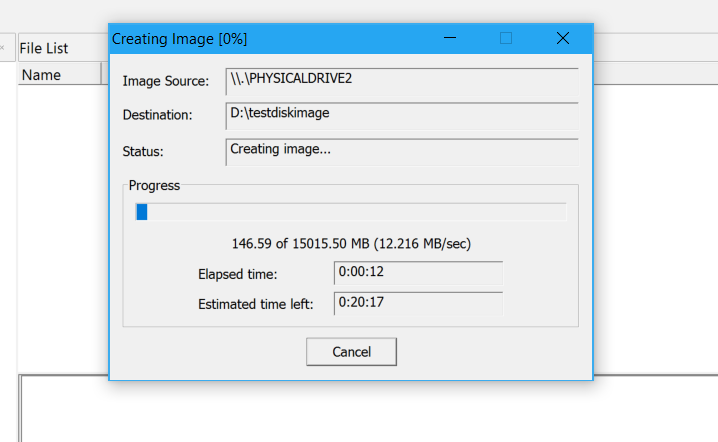 Creating Image [0%]
File List
Name
Image Source: \\.\PHYSICALDRIVE2
Destination: D:\testdiskimage
Status: Creating image...
Progress
146.59 of 15015.50 MB (12.216 MB/sec)
Elapsed time: 0:00:12
Estimated time left: 0:20:17
Cancel